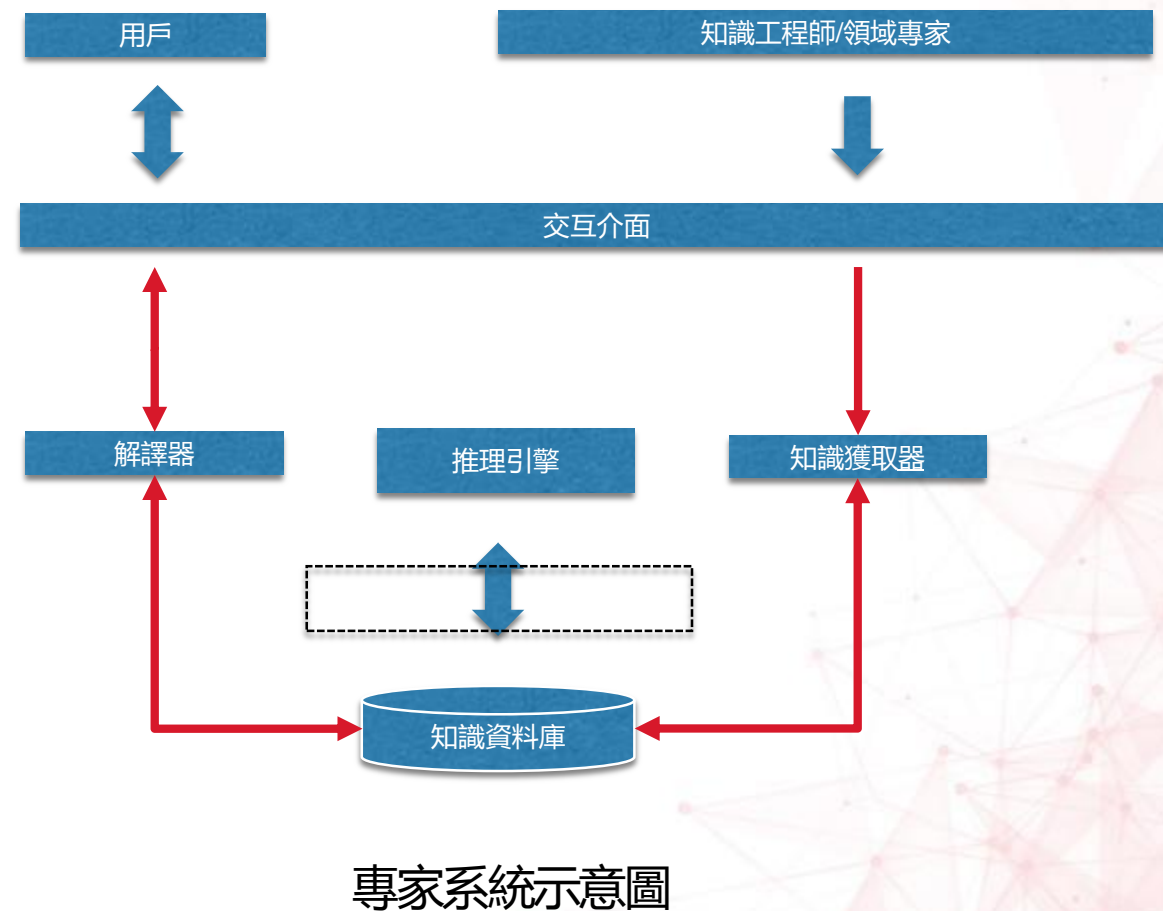 用戶
知識工程師/領域專家
交互介面
解譯器
推理引擎
知識獲取器
知識資料庫
專家系統示意圖